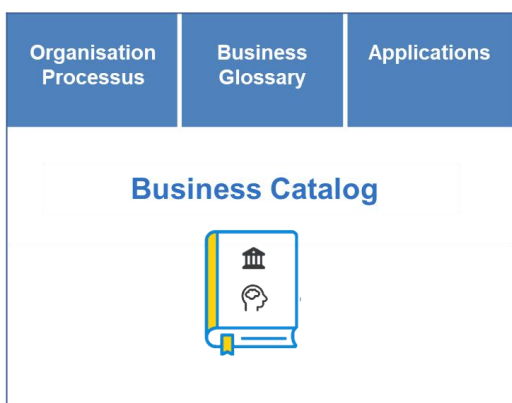 Organisation
Processus
Business
Glossary
Applications
Business Catalog